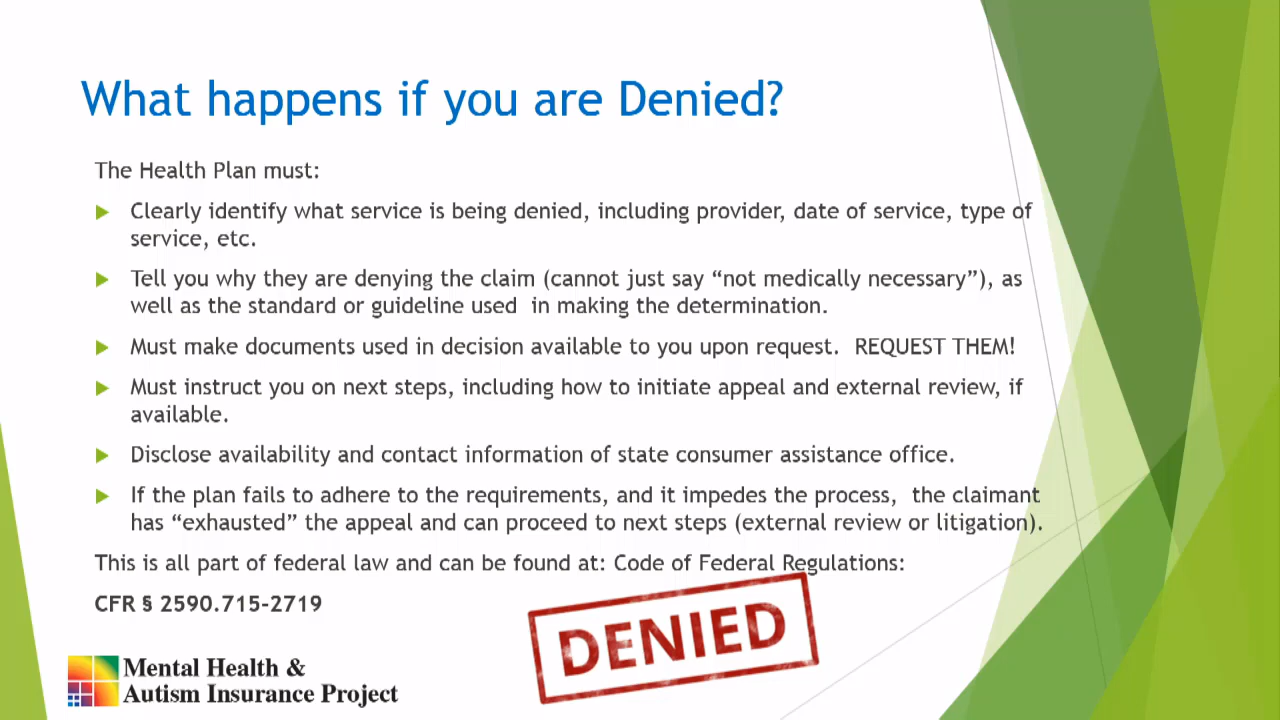 What happens if you are Denied?
The Health Plan must:
Clearly identify what service is being denied, including provider, date of service, type of
service, etc.
Tell you why they are denying the claim (cannot just say “not medically necessary”), as
well as the standard or guideline used  in making the determination.
Must make documents used in decision available to you upon request.  REQUEST THEM!
Must instruct you on next steps, including how to initiate appeal and external review, if
available.
Disclose availability and contact information of state consumer assistance office.
If the plan fails to adhere to the requirements, and it impedes the process,  the claimant
has “exhausted” the appeal and can proceed to next steps (external review or litigation).
This is all part of federal law and can be found at: Code of Federal Regulations:
CFR § 2590.715-2719
DENIED
Mental Health &
Autism Insurance Project